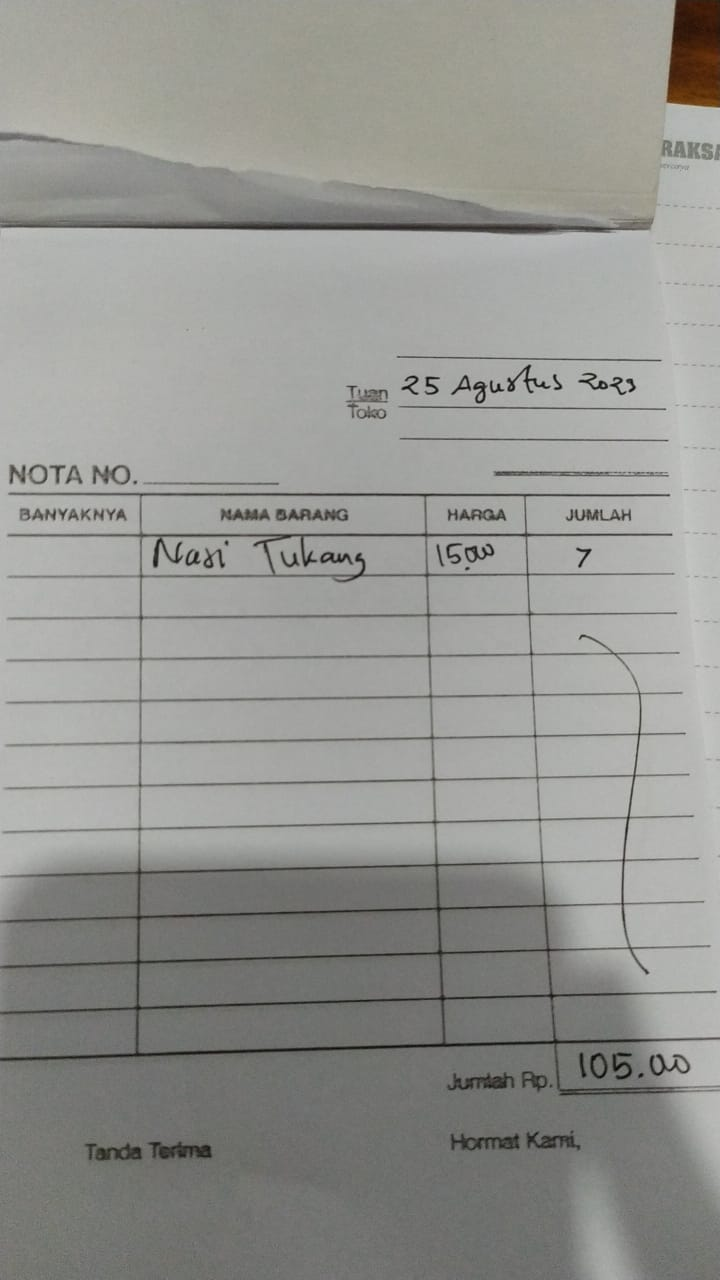 RAKSA
25 Agustus 2023
Tuan
Toko
NOTA NO.
BANYAKNYA NAMA BARANG HARGA JUMLAH
Nasi Tukang 15.000 7
Jumlah Rp. 105.000
Tanda Terima Hormat Kami,